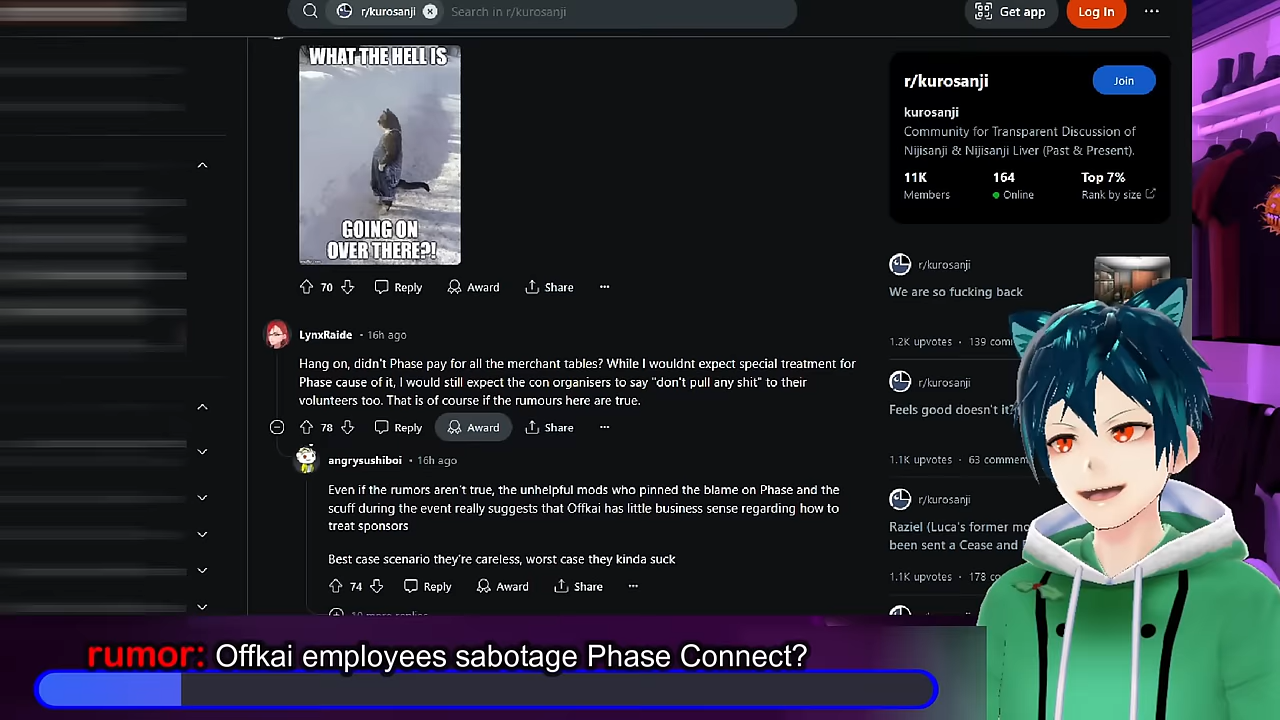 r/kurosanji
Search in r/kurosanji
Get app
Log In
WHAT THE HELL IS
GOING ON
OVER THERE?!
70
Reply
Award
Share
LynxRaide • 16h ago
Hang on, didn't Phase pay for all the merchant tables? While I wouldnt expect special treatment for
Phase cause of it, I would still expect the con organisers to say "don't pull any shit" to their
volunteers too. That is of course if the rumours here are true.
78
Reply
Award
Share
angrysushiboi • 16h ago
Even if the rumors aren't true, the unhelpful mods who pinned the blame on Phase and the
scuff during the event really suggests that Offkai has little business sense regarding how to
treat sponsors
Best case scenario they're careless, worst case they kinda suck
74
Reply
Award
Share
more replies
r/kurosanji
Join
kurosanji
Community for Transparent Discussion of
Nijisanji & Nijisanji Liver (Past & Present).
11K
164
Top 7%
Members
Online
Rank by size
r/kurosanji
We are so fucking back
1.2K upvotes • 139 com
r/kurosanji
Feels good doesn't it?
1.1K upvotes • 63 commen
r/kurosanji
Raziel (Luca's former mo
been sent a Cease and
1.1K upvotes • 178 co
rumor: Offkai employees sabotage Phase Connect?